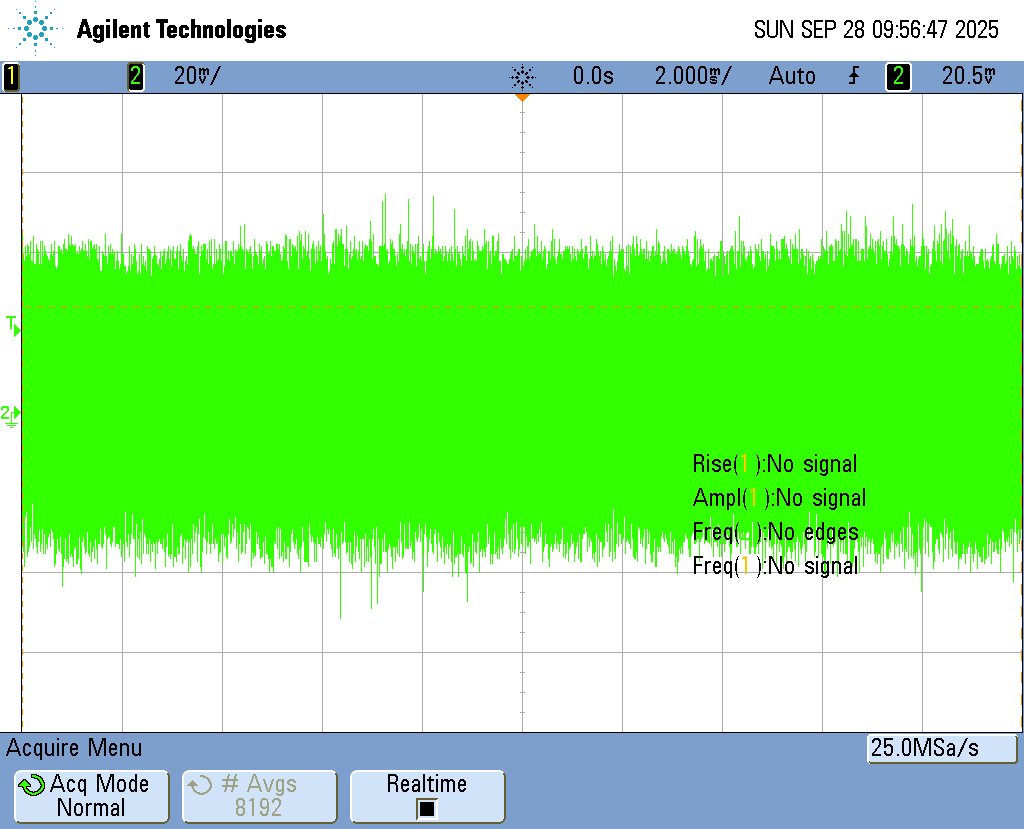 Agilent Technologies
SUN SEP 28 09:56:47 2025
1 2 20mV/ 0.0s 2.000ms/ Auto 2 20.5mV
T
2
Rise(1):No signal
Ampl(1):No signal
Freq(2):No edges
Freq(1):No signal
Acquire Menu
25.0MSa/s
Acq Mode
Normal
# Avgs
8192
Realtime